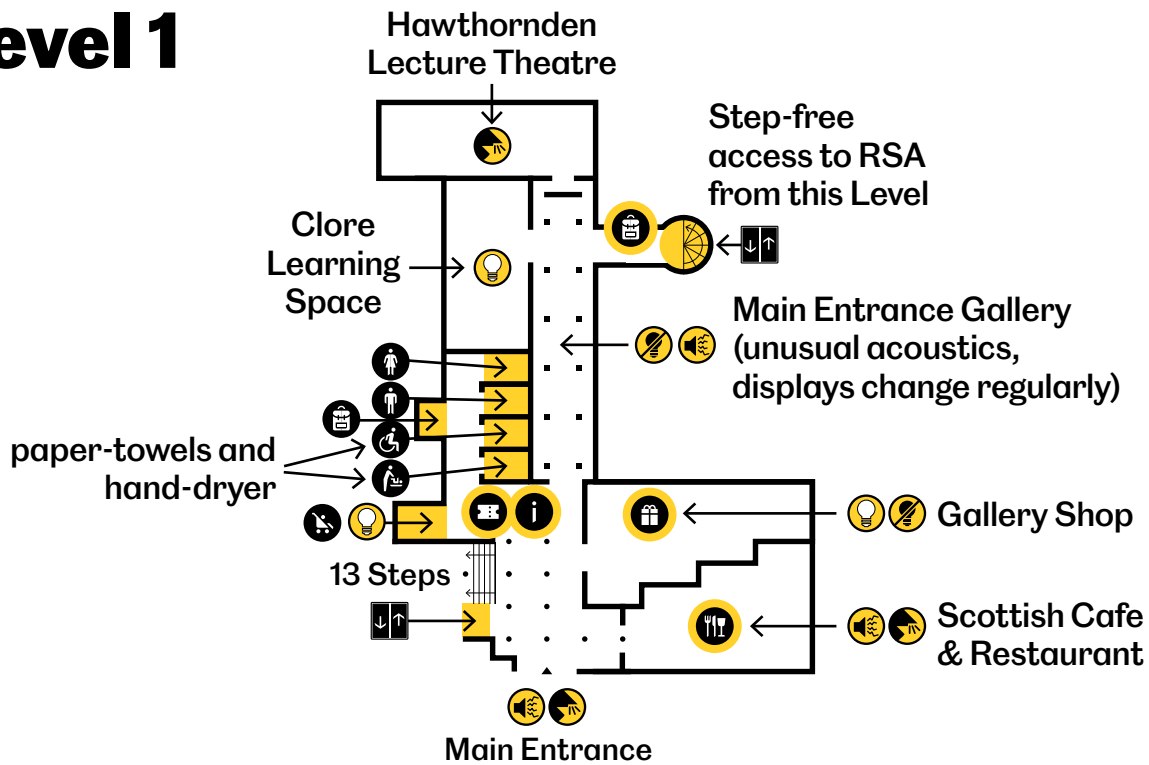 evel 1
Hawthornden
Lecture Theatre
Step-free
access to RSA
from this Level
Clore
Learning
Space
Main Entrance Gallery
(unusual acoustics,
displays change regularly)
paper-towels and
hand-dryer
i
Gallery Shop
13 Steps
Scottish Cafe
& Restaurant
Main Entrance